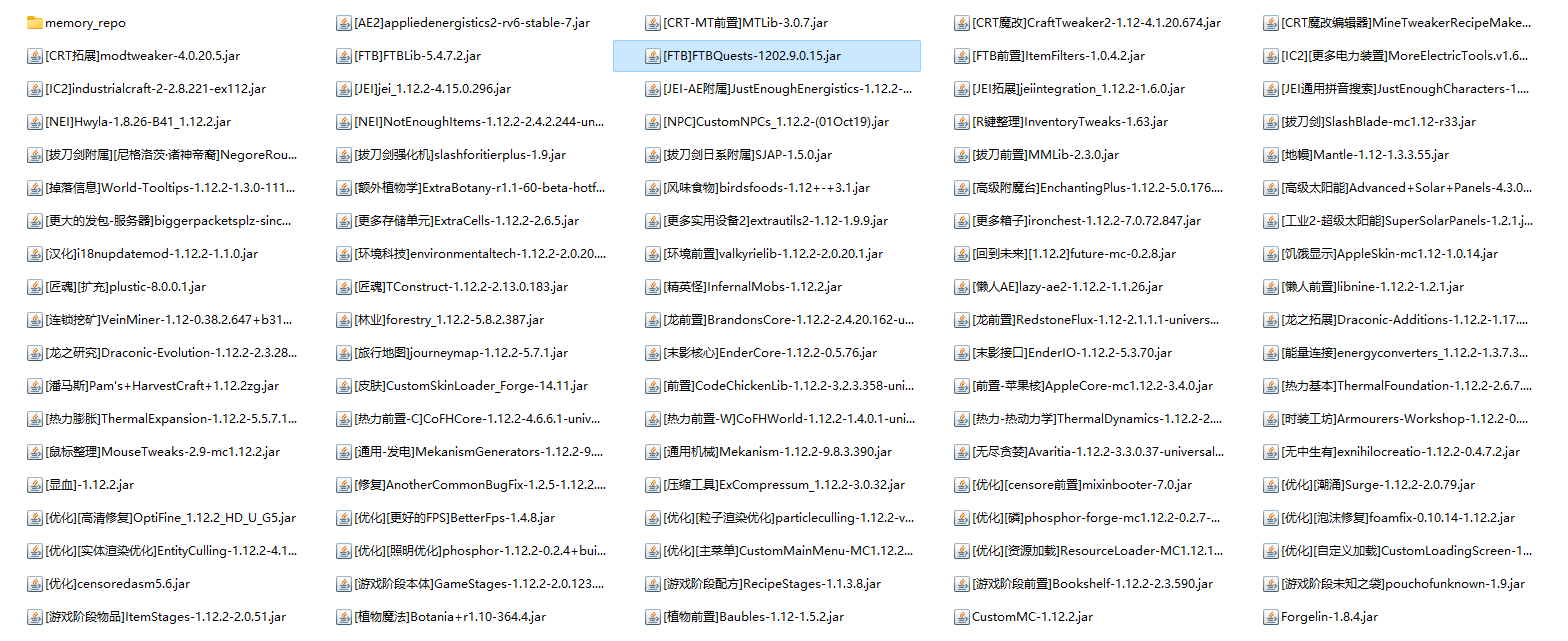 memory_repo
[AE2]appliedenergistics2-rv6-stable-7.jar
[CRT-MT前置]MTLib-3.0.7.jar
[CRT魔改]CraftTweaker2-1.12-4.1.20.674.jar
[CRT魔改编辑器]MineTweakerRecipeMake...
[CRT拓展]modtweaker-4.0.20.5.jar
[FTB]FTBLib-5.4.7.2.jar
[FTB]FTBQuests-1202.9.0.15.jar
[FTB前置]ItemFilters-1.0.4.2.jar
[IC2][更多电力装置]MoreElectricTools.v1.6...
[IC2]industrialcraft-2-2.8.221-ex112.jar
[JEI]jei_1.12.2-4.15.0.296.jar
[JEI-AE附属]JustEnoughEnergistics-1.12.2-...
[JEI拓展]jeiintegration_1.12.2-1.6.0.jar
[JEI通用拼音搜索]JustEnoughCharacters-1....
[NEI]Hwyla-1.8.26-B41_1.12.2.jar
[NEI]NotEnoughItems-1.12.2-2.4.2.244-un...
[NPC]CustomNPCs_1.12.2-(01Oct19).jar
[R键整理]InventoryTweaks-1.63.jar
[拔刀剑]SlashBlade-mc1.12-r33.jar
[拔刀剑附属][尼格洛茨·诸神帝裔]NegoreRou...
[拔刀剑强化机]slashforitierplus-1.9.jar
[拔刀剑日系附属]SJAP-1.5.0.jar
[拔刀前置]MMLib-2.3.0.jar
[地幔]Mantle-1.12-1.3.3.55.jar
[掉落信息]World-Tooltips-1.12.2-1.3.0-111...
[额外植物学]ExtraBotany-r1.1-60-beta-hotf...
[风味食物]birdsfoods-1.12+-+3.1.jar
[高级附魔台]EnchantingPlus-1.12.2-5.0.176....
[高级太阳能]Advanced+Solar+Panels-4.3.0...
[更大的发包-服务器]biggerpacketsplz-sinc...
[更多存储单元]ExtraCells-1.12.2-2.6.5.jar
[更多实用设备2]extrautils2-1.12-1.9.9.jar
[更多箱子]ironchest-1.12.2-7.0.72.847.jar
[工业2-超级太阳能]SuperSolarPanels-1.2.1.j...
[汉化]i18nupdatemod-1.12.2-1.1.0.jar
[环境科技]environmentaltech-1.12.2-2.0.20....
[环境前置]valkyrielib-1.12.2-2.0.20.1.jar
[回到未来][1.12.2]future-mc-0.2.8.jar
[饥饿显示]AppleSkin-mc1.12-1.0.14.jar
[匠魂][扩充]plustic-8.0.0.1.jar
[匠魂]TConstruct-1.12.2-2.13.0.183.jar
[精英怪]InfernalMobs-1.12.2.jar
[懒人AE]lazy-ae2-1.12.2-1.1.26.jar
[懒人前置]libnine-1.12.2-1.2.1.jar
[连锁挖矿]VeinMiner-1.12-0.38.2.647+b31...
[林业]forestry_1.12.2-5.8.2.387.jar
[龙前置]BrandonsCore-1.12.2-2.4.20.162-u...
[龙前置]RedstoneFlux-1.12-2.1.1.1-univers...
[龙之拓展]Draconic-Additions-1.12.2-1.17....
[龙之研究]Draconic-Evolution-1.12.2-2.3.28...
[旅行地图]journeymap-1.12.2-5.7.1.jar
[末影核心]EnderCore-1.12.2-0.5.76.jar
[末影接口]EnderIO-1.12.2-5.3.70.jar
[能量连接]energyconverters_1.12.2-1.3.7.3...
[潘马斯]Pam's+HarvestCraft+1.12.2zg.jar
[皮肤]CustomSkinLoader_Forge-14.11.jar
[前置]CodeChickenLib-1.12.2-3.2.3.358-uni...
[前置-苹果核]AppleCore-mc1.12.2-3.4.0.jar
[热力基本]ThermalFoundation-1.12.2-2.6.7....
[热力膨胀]ThermalExpansion-1.12.2-5.5.7.1...
[热力前置-C]CoFHCore-1.12.2-4.6.6.1-univ...
[热力前置-W]CoFHWorld-1.12.2-1.4.0.1-uni...
[热力-热动力学]ThermalDynamics-1.12.2-2....
[时装工坊]Armourers-Workshop-1.12.2-0....
[鼠标整理]MouseTweaks-2.9-mc1.12.2.jar
[通用-发电]MekanismGenerators-1.12.2-9....
[通用机械]Mekanism-1.12.2-9.8.3.390.jar
[无尽贪婪]Avaritia-1.12.2-3.3.0.37-universal...
[无中生有]exnihilocreatio-1.12.2-0.4.7.2.jar
[显血]-1.12.2.jar
[修复]AnotherCommonBugFix-1.2.5-1.12.2....
[压缩工具]ExCompressum_1.12.2-3.0.32.jar
[优化][censore前置]mixinbooter-7.0.jar
[优化][潮涌]Surge-1.12.2-2.0.79.jar
[优化][高清修复]OptiFine_1.12.2_HD_U_G5.jar
[优化][更好的FPS]BetterFps-1.4.8.jar
[优化][粒子渲染优化]particleculling-1.12.2-v...
[优化][磷]phosphor-forge-mc1.12.2-0.2.7-...
[优化][泡沫修复]foamfix-0.10.14-1.12.2.jar
[优化][实体渲染优化]EntityCulling-1.12.2-4.1...
[优化][照明优化]phosphor-1.12.2-0.2.4+bui...
[优化][主菜单]CustomMainMenu-MC1.12.2...
[优化][资源加载]ResourceLoader-MC1.12.1...
[优化][自定义加载]CustomLoadingScreen-1...
[优化]censoredasm5.6.jar
[游戏阶段本体]GameStages-1.12.2-2.0.123....
[游戏阶段配方]RecipeStages-1.1.3.8.jar
[游戏阶段前置]Bookshelf-1.12.2-2.3.590.jar
[游戏阶段未知之袋]pouchofunknown-1.9.jar
[游戏阶段物品]ItemStages-1.12.2-2.0.51.jar
[植物魔法]Botania+r1.10-364.4.jar
[植物前置]Baubles-1.12-1.5.2.jar
CustomMC-1.12.2.jar
Forgelin-1.8.4.jar